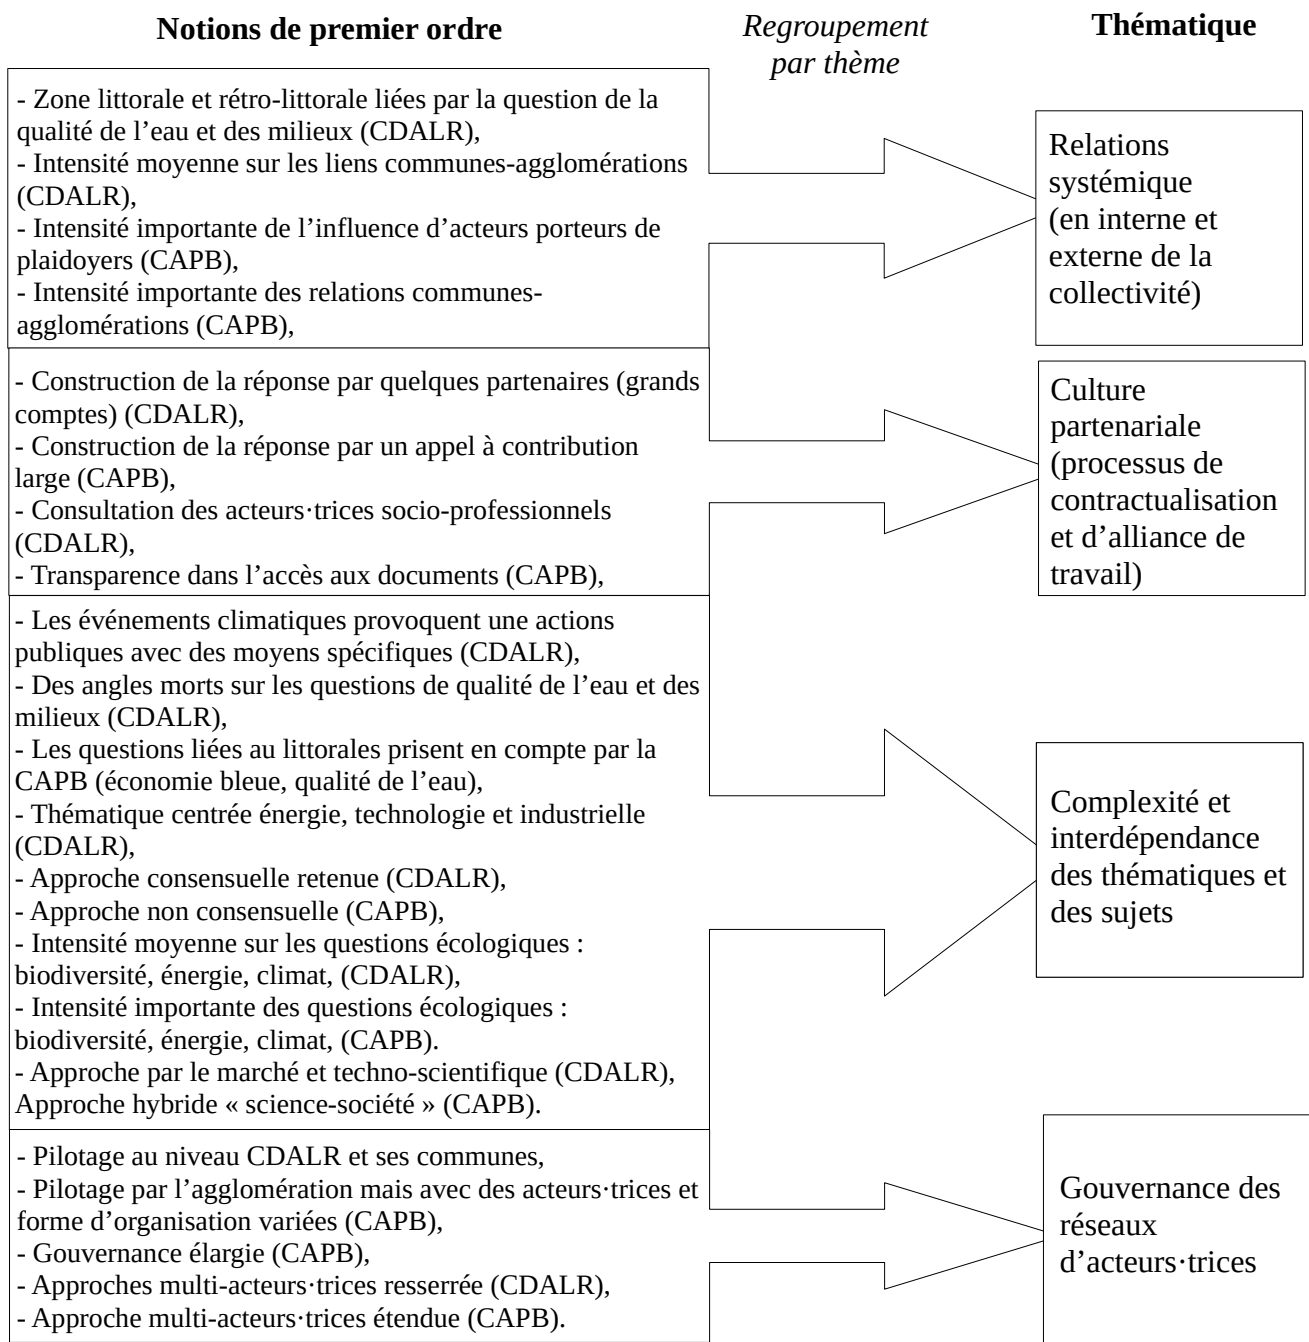 Notions de premier ordre
Regroupement
par thème
Thématique
- Zone littorale et rétro-littorale liées par la question de la
qualité de l’eau et des milieux (CDALR),
- Intensité moyenne sur les liens communes-agglomérations
(CDALR),
- Intensité importante de l’influence d’acteurs porteurs de
plaidoyers (CAPB),
- Intensité importante des relations communes-
agglomérations (CAPB),
Relations
systémique
(en interne et
externe de la
collectivité)
- Construction de la réponse par quelques partenaires (grands
comptes) (CDALR),
- Construction de la réponse par un appel à contribution
large (CAPB),
- Consultation des acteurs·trices socio-professionnels
(CDALR),
- Transparence dans l’accès aux documents (CAPB),
Culture
partenariale
(processus de
contractualisation
et d’alliance de
travail)
- Les événements climatiques provoquent une actions
publiques avec des moyens spécifiques (CDALR),
- Des angles morts sur les questions de qualité de l’eau et des
milieux (CDALR),
- Les questions liées au littorales prisent en compte par la
CAPB (économie bleue, qualité de l’eau),
- Thématique centrée énergie, technologie et industrielle
(CDALR),
- Approche consensuelle retenue (CDALR),
- Approche non consensuelle (CAPB),
- Intensité moyenne sur les questions écologiques :
biodiversité, énergie, climat, (CDALR),
- Intensité importante des questions écologiques :
biodiversité, énergie, climat, (CAPB).
- Approche par le marché et techno-scientifique (CDALR),
Approche hybride « science-société » (CAPB).
Complexité et
interdépendance
des thématiques et
des sujets
- Pilotage au niveau CDALR et ses communes,
- Pilotage par l’agglomération mais avec des acteurs·trices et
forme d’organisation variées (CAPB),
- Gouvernance élargie (CAPB),
- Approches multi-acteurs·trices resserrée (CDALR),
- Approche multi-acteurs·trices étendue (CAPB).
Gouvernance des
réseaux
d’acteurs·trices